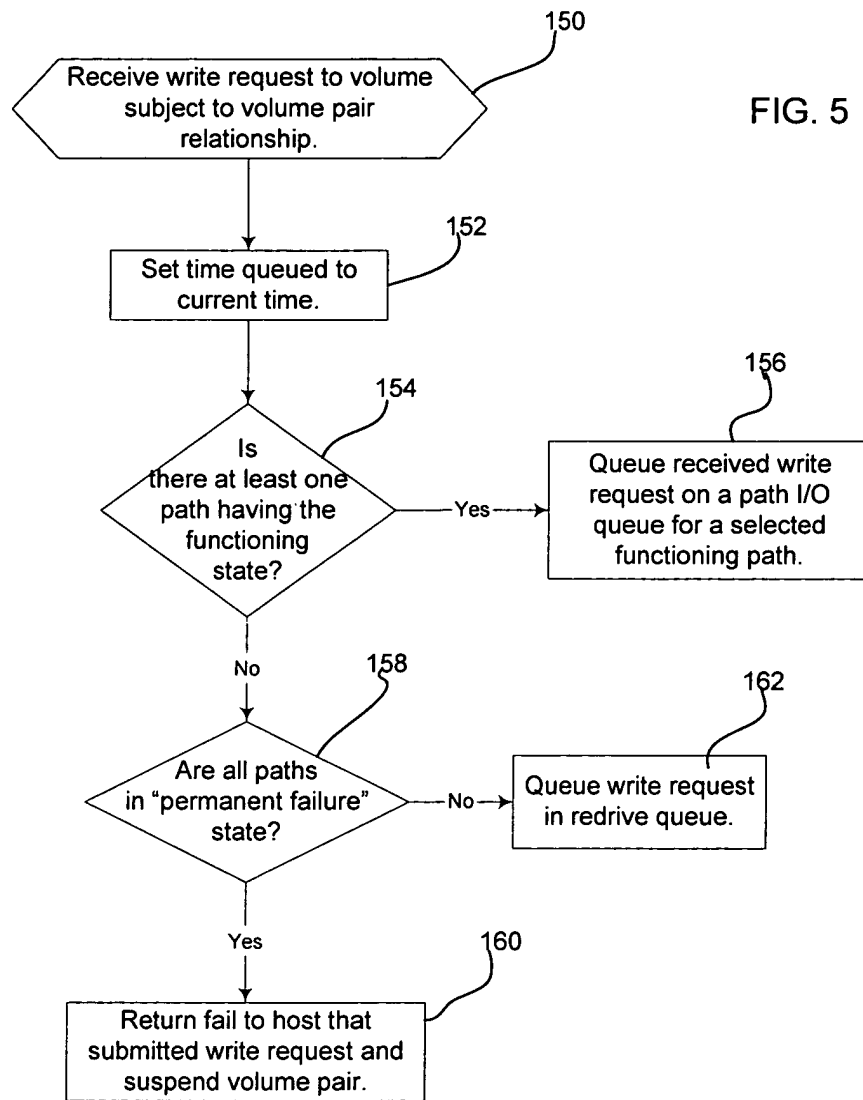 150
Receive write request to volume
subject to volume pair
relationship.
FIG. 5
152
Set time queued to
current time.
154
Is
there at least one
path having the
functioning
state?
Yes
156
Queue received write
request on a path I/O
queue for a selected
functioning path.
No
158
Are all paths
in “permanent failure”
state?
No
162
Queue write request
in redrive queue.
Yes
160
Return fail to host that
submitted write request and
suspend volume pair.